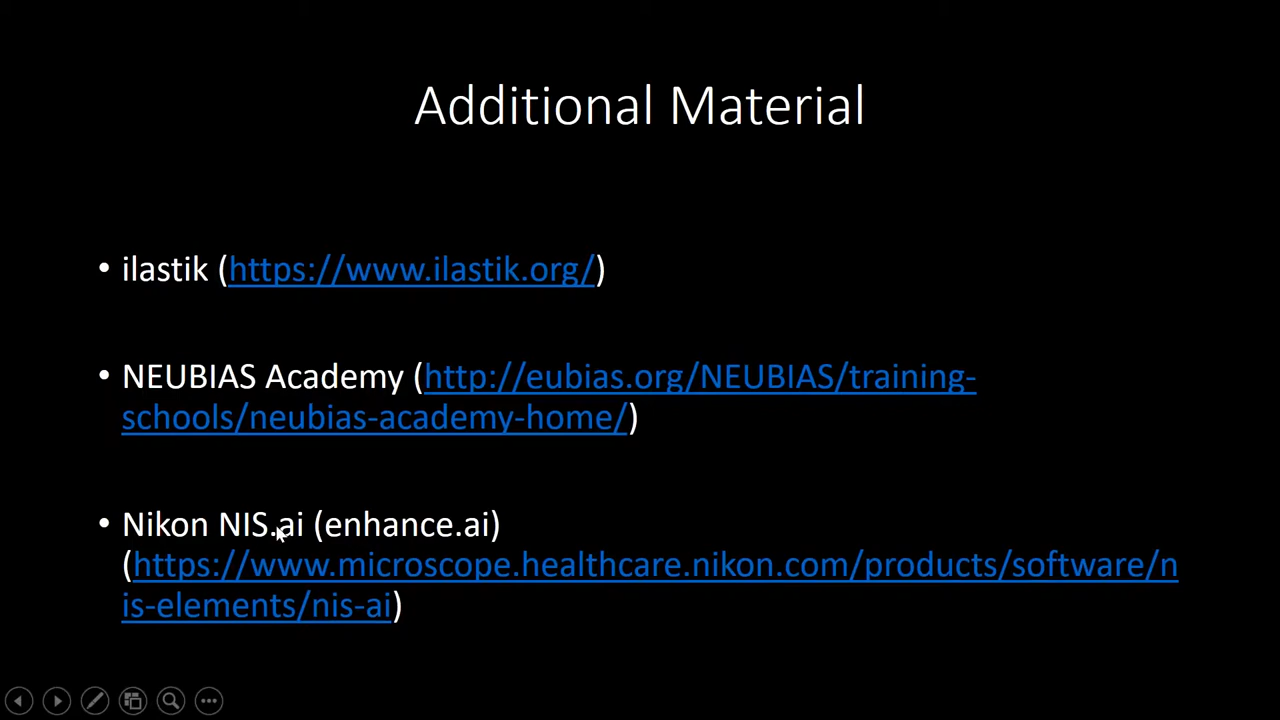 Additional Material
• ilastik (https://www.ilastik.org/)
• NEUBIAS Academy (http://eubias.org/NEUBIAS/training-
schools/neubias-academy-home/)
• Nikon NIS.ai (enhance.ai)
(https://www.microscope.healthcare.nikon.com/products/software/n
is-elements/nis-ai)